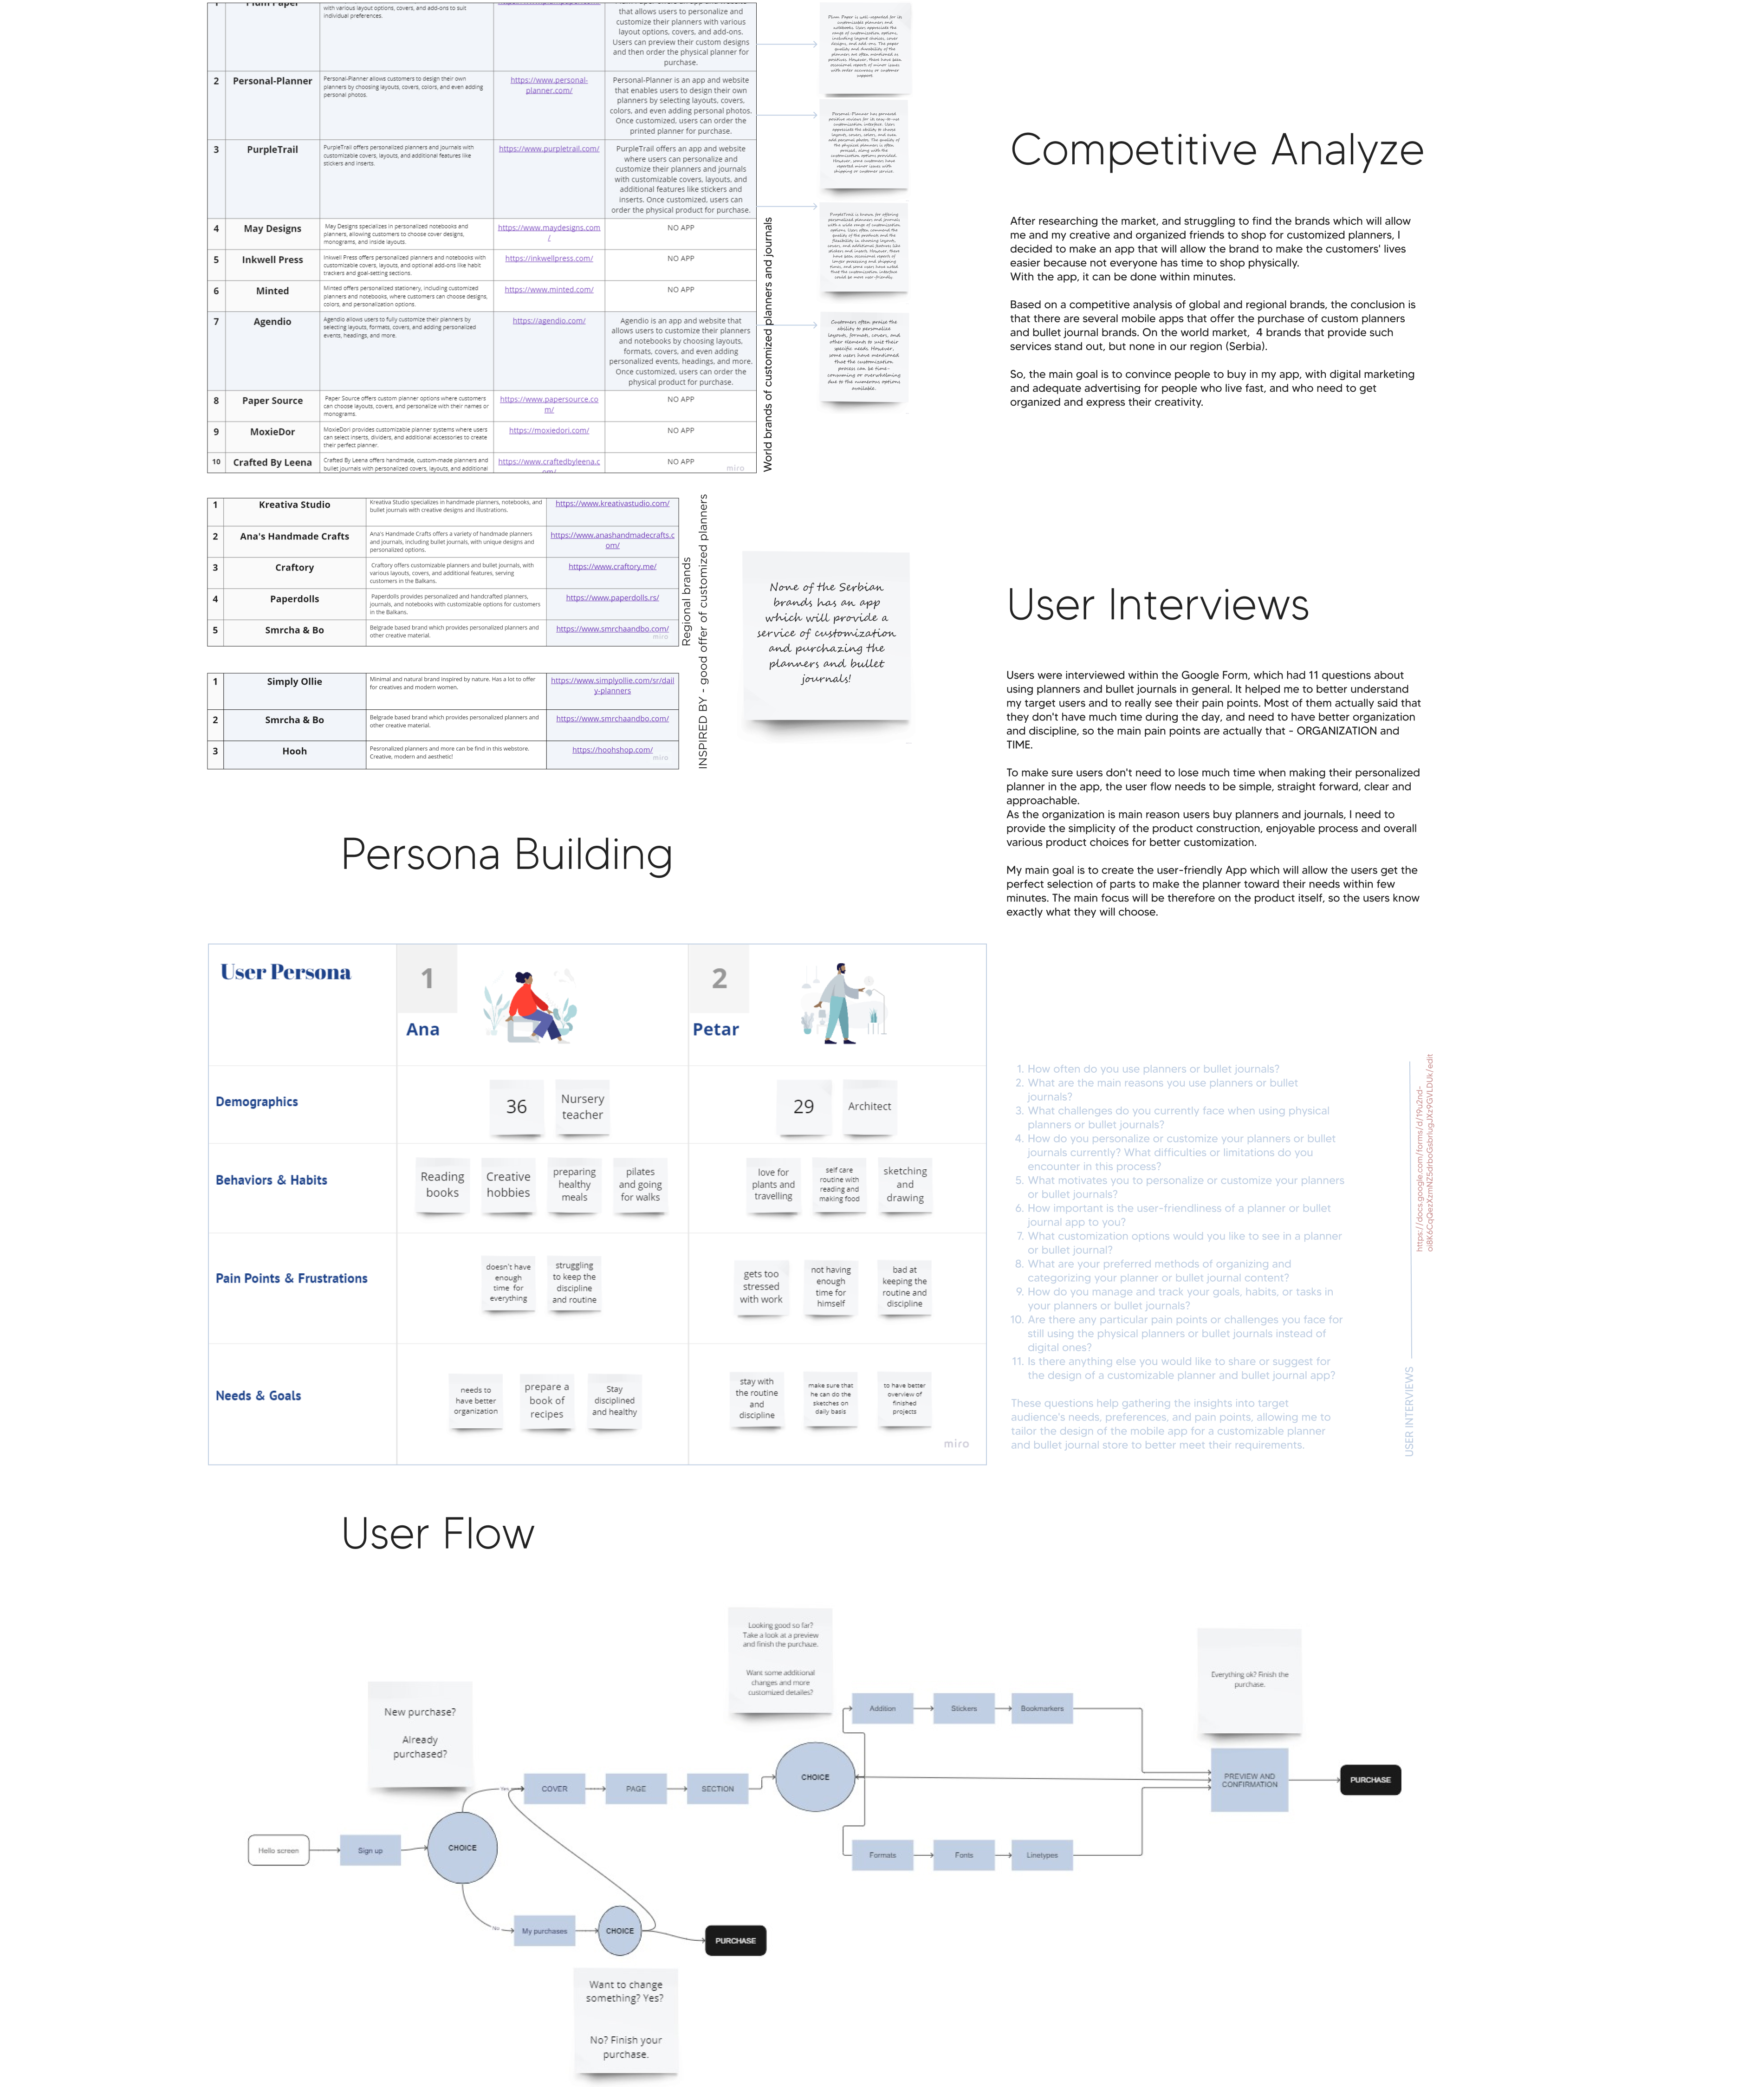 1 Plum Paper
with various layout options, covers, and add-ons to suit
individual preferences.
that allows users to personalize and
customize their planners with various
layout options, covers, and add-ons.
Users can preview their custom designs
and then order the physical planner for
purchase.
2 Personal-Planner
Personal-Planner allows customers to design their own
planners by choosing layouts, covers, colors, and even adding
personal photos.
https://www.personal-
planner.com/
Personal-Planner is an app and website
that enables users to design their own
planners by selecting layouts, covers,
colors, and even adding personal photos.
Once customized, users can order the
printed planner for purchase.
3 PurpleTrail
PurpleTrail offers personalized planners and journals with
customizable covers, layouts, and additional features like
stickers and inserts.
https://www.purpletrail.com/
PurpleTrail offers an app and website
where users can personalize and
customize their planners and journals
with customizable covers, layouts, and
additional features like stickers and
inserts. Once customized, users can
order the physical product for purchase.
4 May Designs
May Designs specializes in personalized notebooks and
planners, allowing customers to choose cover designs,
monograms, and inside layouts.
https://www.maydesigns.com
/
NO APP
5 Inkwell Press
Inkwell Press offers personalized planners and notebooks with
customizable covers, layouts, and optional add-ons like habit
trackers and goal-setting sections.
https://inkwellpress.com/
NO APP
6 Minted
Minted offers personalized stationery, including customized
planners and notebooks, where customers can choose designs,
colors, and personalization options.
https://www.minted.com/
NO APP
7 Agendio
Agendio allows users to fully customize their planners by
selecting layouts, formats, covers, and adding personalized
events, headings, and more.
https://agendio.com/
Agendio is an app and website that
allows users to customize their planners
and notebooks by choosing layouts,
formats, covers, and even adding
personalized events, headings, and more.
Once customized, users can order the
physical product for purchase.
8 Paper Source
Paper Source offers custom planner options where customers
can choose layouts, covers, and personalize with their names or
monograms.
https://www.papersource.co
m/
NO APP
9 MoxieDor
MoxieDori provides customizable planner systems where users
can select inserts, dividers, and additional accessories to create
their perfect planner.
https://moxiedori.com/
NO APP
10 Crafted By Leena
Crafted By Leena offers handmade, custom-made planners and
bullet journals with personalized covers, layouts, and additional
https://www.craftedbyleena.c
om/
NO APP
miro
World brands of customized planners and journals
Plum Paper is well-regarded for its
customizable planners and
notebooks. Users appreciate the
range of customization options,
including layout choices, cover
designs, and add-ons. The paper
quality and durability of the
planners are often mentioned as
positives. However, there have been
occasional reports of minor issues
with order accuracy or customer
support.
Personal-Planner has garnered
positive reviews for its easy-to-use
customization interface. Users
appreciate the ability to choose
layouts, covers, colors, and even
add personal photos. The quality of
the physical planners is often
praised, along with the
customization options provided.
However, some customers have
reported minor issues with
shipping or customer service.
PurpleTrail is known for offering
personalized planners and journals
with a wide range of customization
options. Users often commend the
quality of the products and the
flexibility in choosing layouts,
covers, and additional features like
stickers and inserts. However, there
have been occasional reports of
longer processing and shipping
times, and some users have noted
that the customization interface
could be more user-friendly.
Customers often praise the
ability to personalize
layouts, formats, covers, and
other elements to suit their
specific needs. However,
some users have mentioned
that the customization
process can be time-
consuming or overwhelming
due to the numerous options
available.
Competitive Analyze
After researching the market, and struggling to find the brands which will allow
me and my creative and organized friends to shop for customized planners, I
decided to make an app that will allow the brand to make the customers' lives
easier because not everyone has time to shop physically.
With the app, it can be done within minutes.
Based on a competitive analysis of global and regional brands, the conclusion is
that there are several mobile apps that offer the purchase of custom planners
and bullet journal brands. On the world market, 4 brands that provide such
services stand out, but none in our region (Serbia).
So, the main goal is to convince people to buy in my app, with digital marketing
and adequate advertising for people who live fast, and who need to get
organized and express their creativity.
1 Kreativa Studio
Kreativa Studio specializes in handmade planners, notebooks, and
bullet journals with creative designs and illustrations.
https://www.kreativastudio.com/
2 Ana's Handmade Crafts
Ana's Handmade Crafts offers a variety of handmade planners
and journals, including bullet journals, with unique designs and
personalized options.
https://www.anashandmadecrafts.c
om/
3 Craftory
Craftory offers customizable planners and bullet journals, with
various layouts, covers, and additional features, serving
customers in the Balkans.
https://www.craftory.me/
4 Paperdolls
Paperdolls provides personalized and handcrafted planners,
journals, and notebooks with customizable options for customers
in the Balkans.
https://www.paperdolls.rs/
5 Smrcha & Bo
Belgrade based brand which provides personalized planners and
other creative material.
https://www.smrchaandbo.com/
miro
Regional brands
1 Simply Ollie
Minimal and natural brand inspired by nature. Has a lot to offer
for creatives and modern women.
https://www.simplyollie.com/sr/dail
y-planners
2 Smrcha & Bo
Belgrade based brand which provides personalized planners and
other creative material.
https://www.smrchaandbo.com/
3 Hooh
Pesronalized planners and more can be find in this webstore.
Creative, modern and aesthetic!
https://hoohshop.com/
miro
INSPIRED BY - good offer of customized planners
None of the Serbian
brands has an app
which will provide a
service of customization
and purchazing the
planners and bullet
journals!
User Interviews
Users were interviewed within the Google Form, which had 11 questions about
using planners and bullet journals in general. It helped me to better understand
my target users and to really see their pain points. Most of them actually said that
they don't have much time during the day, and need to have better organization
and discipline, so the main pain points are actually that - ORGANIZATION and
TIME.
To make sure users don't need to lose much time when making their personalized
planner in the app, the user flow needs to be simple, straight forward, clear and
approachable.
As the organization is main reason users buy planners and journals, I need to
provide the simplicity of the product construction, enjoyable process and overall
various product choices for better customization.
My main goal is to create the user-friendly App which will allow the users get the
perfect selection of parts to make the planner toward their needs within few
minutes. The main focus will be therefore on the product itself, so the users know
exactly what they will choose.
Persona Building
User Persona
1
Ana
2
Petar
Demographics
36
Nursery
teacher
29
Architect
Behaviors & Habits
Reading
books
Creative
hobbies
preparing
healthy
meals
pilates
and going
for walks
love for
plants and
travelling
self care
routine with
reading and
making food
sketching
and
drawing
Pain Points & Frustrations
doesn't have
enough
time for
everything
struggling
to keep the
discipline
and routine
gets too
stressed
with work
not having
enough
time for
himself
bad at
keeping the
routine and
discipline
Needs & Goals
needs to
have better
organization
prepare a
book of
recipes
Stay
disciplined
and healthy
stay with
the routine
and
discipline
make sure that
he can do the
sketches on
daily basis
to have better
overview of
finished
projects
miro
1. How often do you use planners or bullet journals?
2. What are the main reasons you use planners or bullet
journals?
3. What challenges do you currently face when using physical
planners or bullet journals?
4. How do you personalize or customize your planners or bullet
journals currently? What difficulties or limitations do you
encounter in this process?
5. What motivates you to personalize or customize your planners
or bullet journals?
6. How important is the user-friendliness of a planner or bullet
journal app to you?
7. What customization options would you like to see in a planner
or bullet journal?
8. What are your preferred methods of organizing and
categorizing your planner or bullet journal content?
9. How do you manage and track your goals, habits, or tasks in
your planners or bullet journals?
10. Are there any particular pain points or challenges you face for
still using the physical planners or bullet journals instead of
digital ones?
11. Is there anything else you would like to share or suggest for
the design of a customizable planner and bullet journal app?
These questions help gathering the insights into target
audience's needs, preferences, and pain points, allowing me to
tailor the design of the mobile app for a customizable planner
and bullet journal store to better meet their requirements.
USER INTERVIEWS
User Flow
Looking good so far?
Take a look at a preview
and finish the purchaze.
Want some additional
changes and more
customized detailes?
Everything ok? Finish the
purchase.
New purchase?
Already
purchased?
Addition
Stickers
Bookmarkers
COVER
PAGE
SECTION
CHOICE
PREVIEW AND
CONFIRMATION
PURCHASE
Hello screen
Sign up
CHOICE
Formats
Fonts
Linetypes
My purchases
CHOICE
PURCHASE
Want to change
something? Yes?
No? Finish your
purchase.